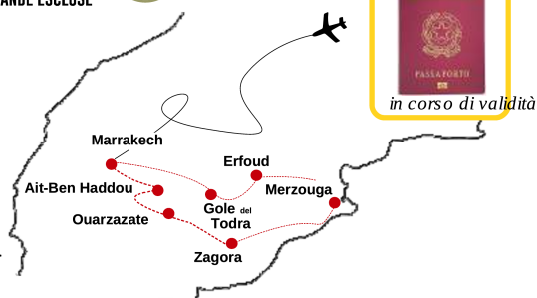 ANDE ESCLUSE
PASSAPORTO
in corso di validità
Marrakech
Erfoud
Ait-Ben Haddou
Merzouga
Gole del
Todra
Ouarzazate
Zagora